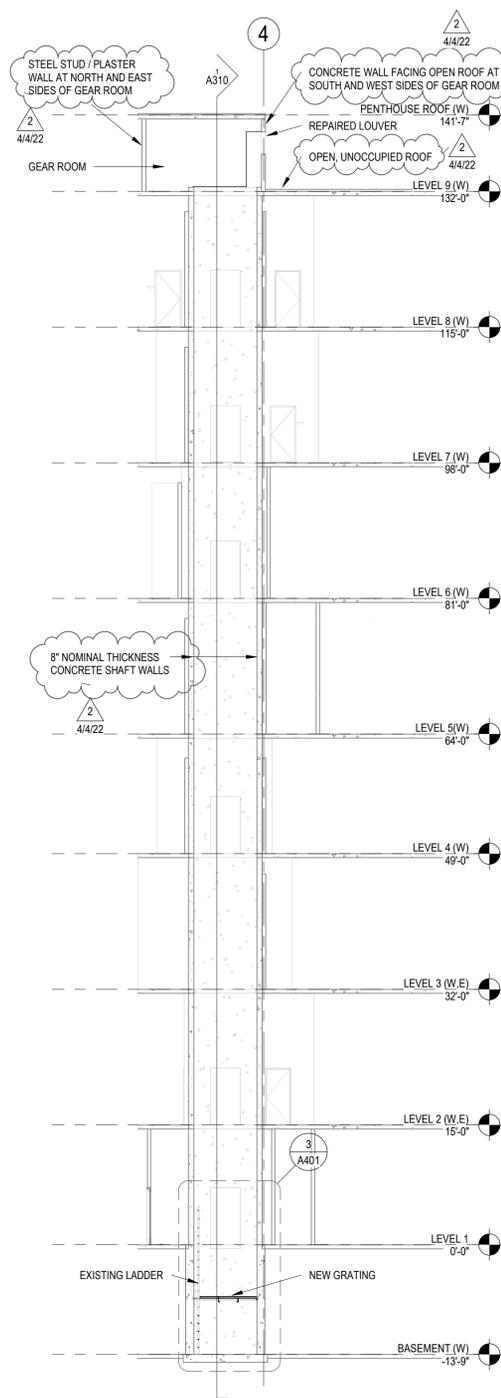 4
2
4/4/22
STEEL STUD / PLASTER
WALL AT NORTH AND EAST
SIDES OF GEAR ROOM
2
4/4/22
1
A310
CONCRETE WALL FACING OPEN ROOF AT
SOUTH AND WEST SIDES OF GEAR ROOM
PENTHOUSE ROOF (W)
141'-7"
REPAIRED LOUVER
GEAR ROOM
OPEN, UNOCCUPIED ROOF
2
4/4/22
LEVEL 9 (W)
132'-0"
LEVEL 8 (W)
115'-0"
LEVEL 7 (W)
98'-0"
LEVEL 6 (W)
81'-0"
8" NOMINAL THICKNESS
CONCRETE SHAFT WALLS
2
4/4/22
LEVEL 5(W)
64'-0"
LEVEL 4 (W)
49'-0"
LEVEL 3 (W,E)
32'-0"
LEVEL 2 (W,E)
15'-0"
3
A401
LEVEL 1
0'-0"
EXISTING LADDER
NEW GRATING
BASEMENT (W)
-13'-9"